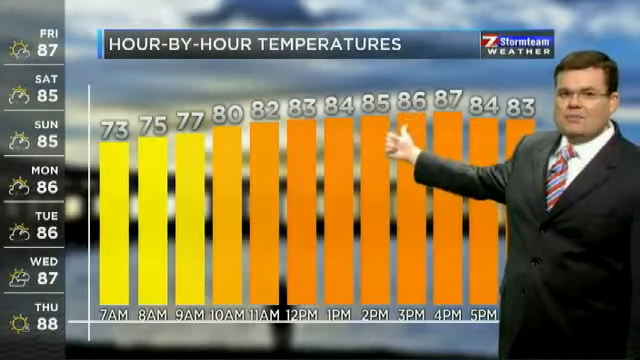 FRI
87
SAT
85
SUN
85
MON
86
TUE
86
WED
87
THU
88
HOUR-BY-HOUR TEMPERATURES
7 Stormteam
WEATHER
73 75 77 80 82 83 84 85 86 87 84 83
7AM 8AM 9AM 10AM 11AM 12PM 1PM 2PM 3PM 4PM 5PM